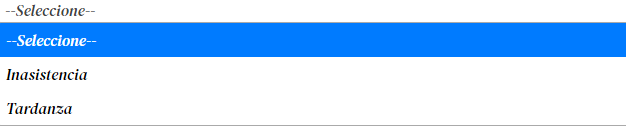 --Seleccione--
--Seleccione--
Inasistencia
Tardanza